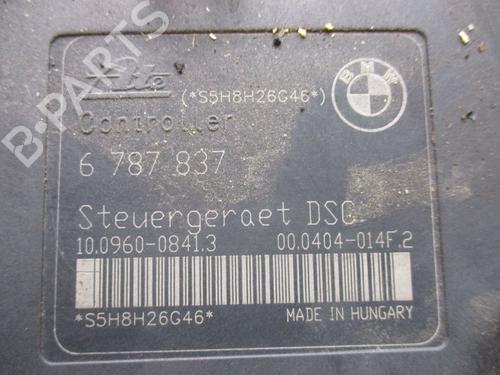 Ate
(*S5H8H26G46*)
BMW
Controller
6 787 837
Steuergeraet DSC
10.0960-0841.3
00.0404-014F.2
*S5H8H26G46*
MADE IN HUNGARY
B-PARTS